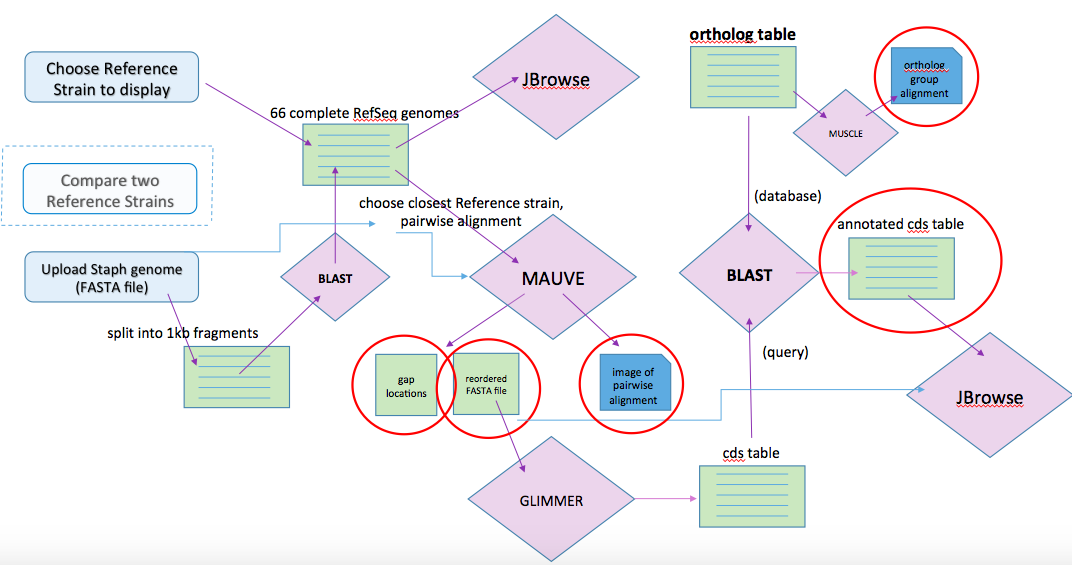 Choose Reference
Strain to display
66 complete RefSeq genomes
JBrowse
ortholog table
ortholog
group
alignment
MUSCLE
Compare two
Reference Strains
choose closest Reference strain,
pairwise alignment
(database)
annotated cds table
Upload Staph genome
(FASTA file)
BLAST
MAUVE
BLAST
split into 1kb fragments
(query)
gap
locations
reordered
FASTA file
image of
pairwise
alignment
JBrowse
cds table
GLIMMER